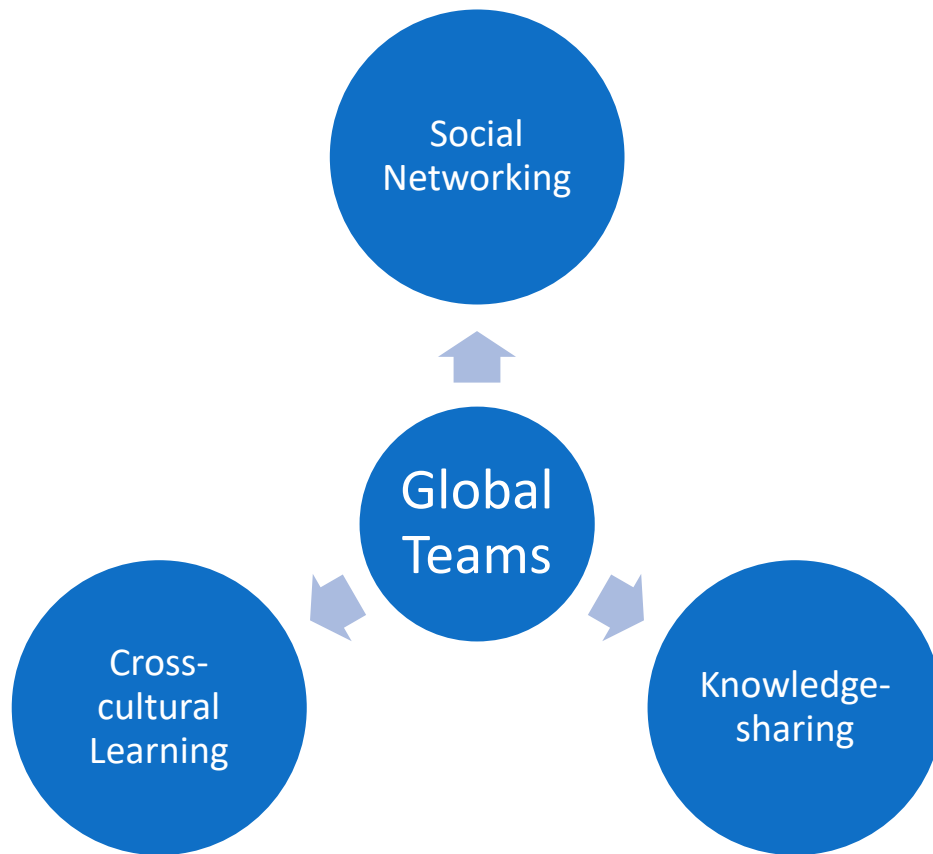 Social
Networking
Global
Teams
Cross-
cultural
Learning
Knowledge-
sharing